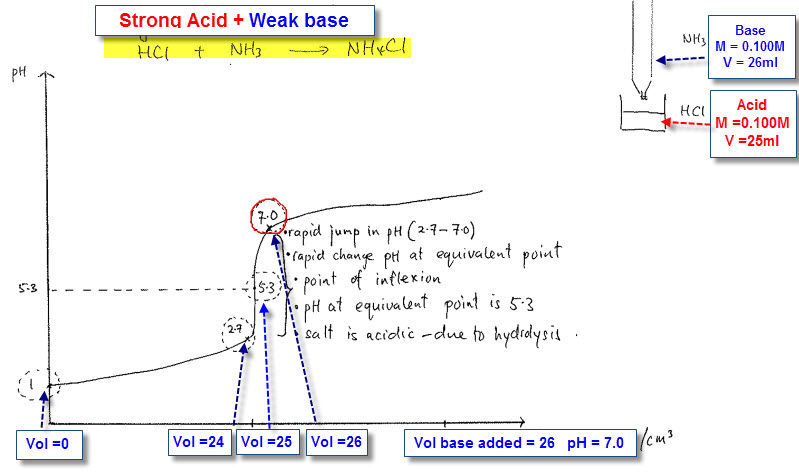 Strong Acid + Weak base
HCl + NH3 → NH4Cl
NH3
Base
M = 0.100M
V = 26ml
HCl
Acid
M =0.100M
V =25ml
pH
7.0
• rapid jump in pH (2.7 – 7.0)
• rapid change pH at equivalent point
• point of inflexion
5.3
5.3
• pH at equivalent point is 5.3
2.7
• salt is acidic – due to hydrolysis .
1
Vol =0
Vol =24
Vol =25
Vol =26
Vol base added = 26 pH = 7.0
/cm³